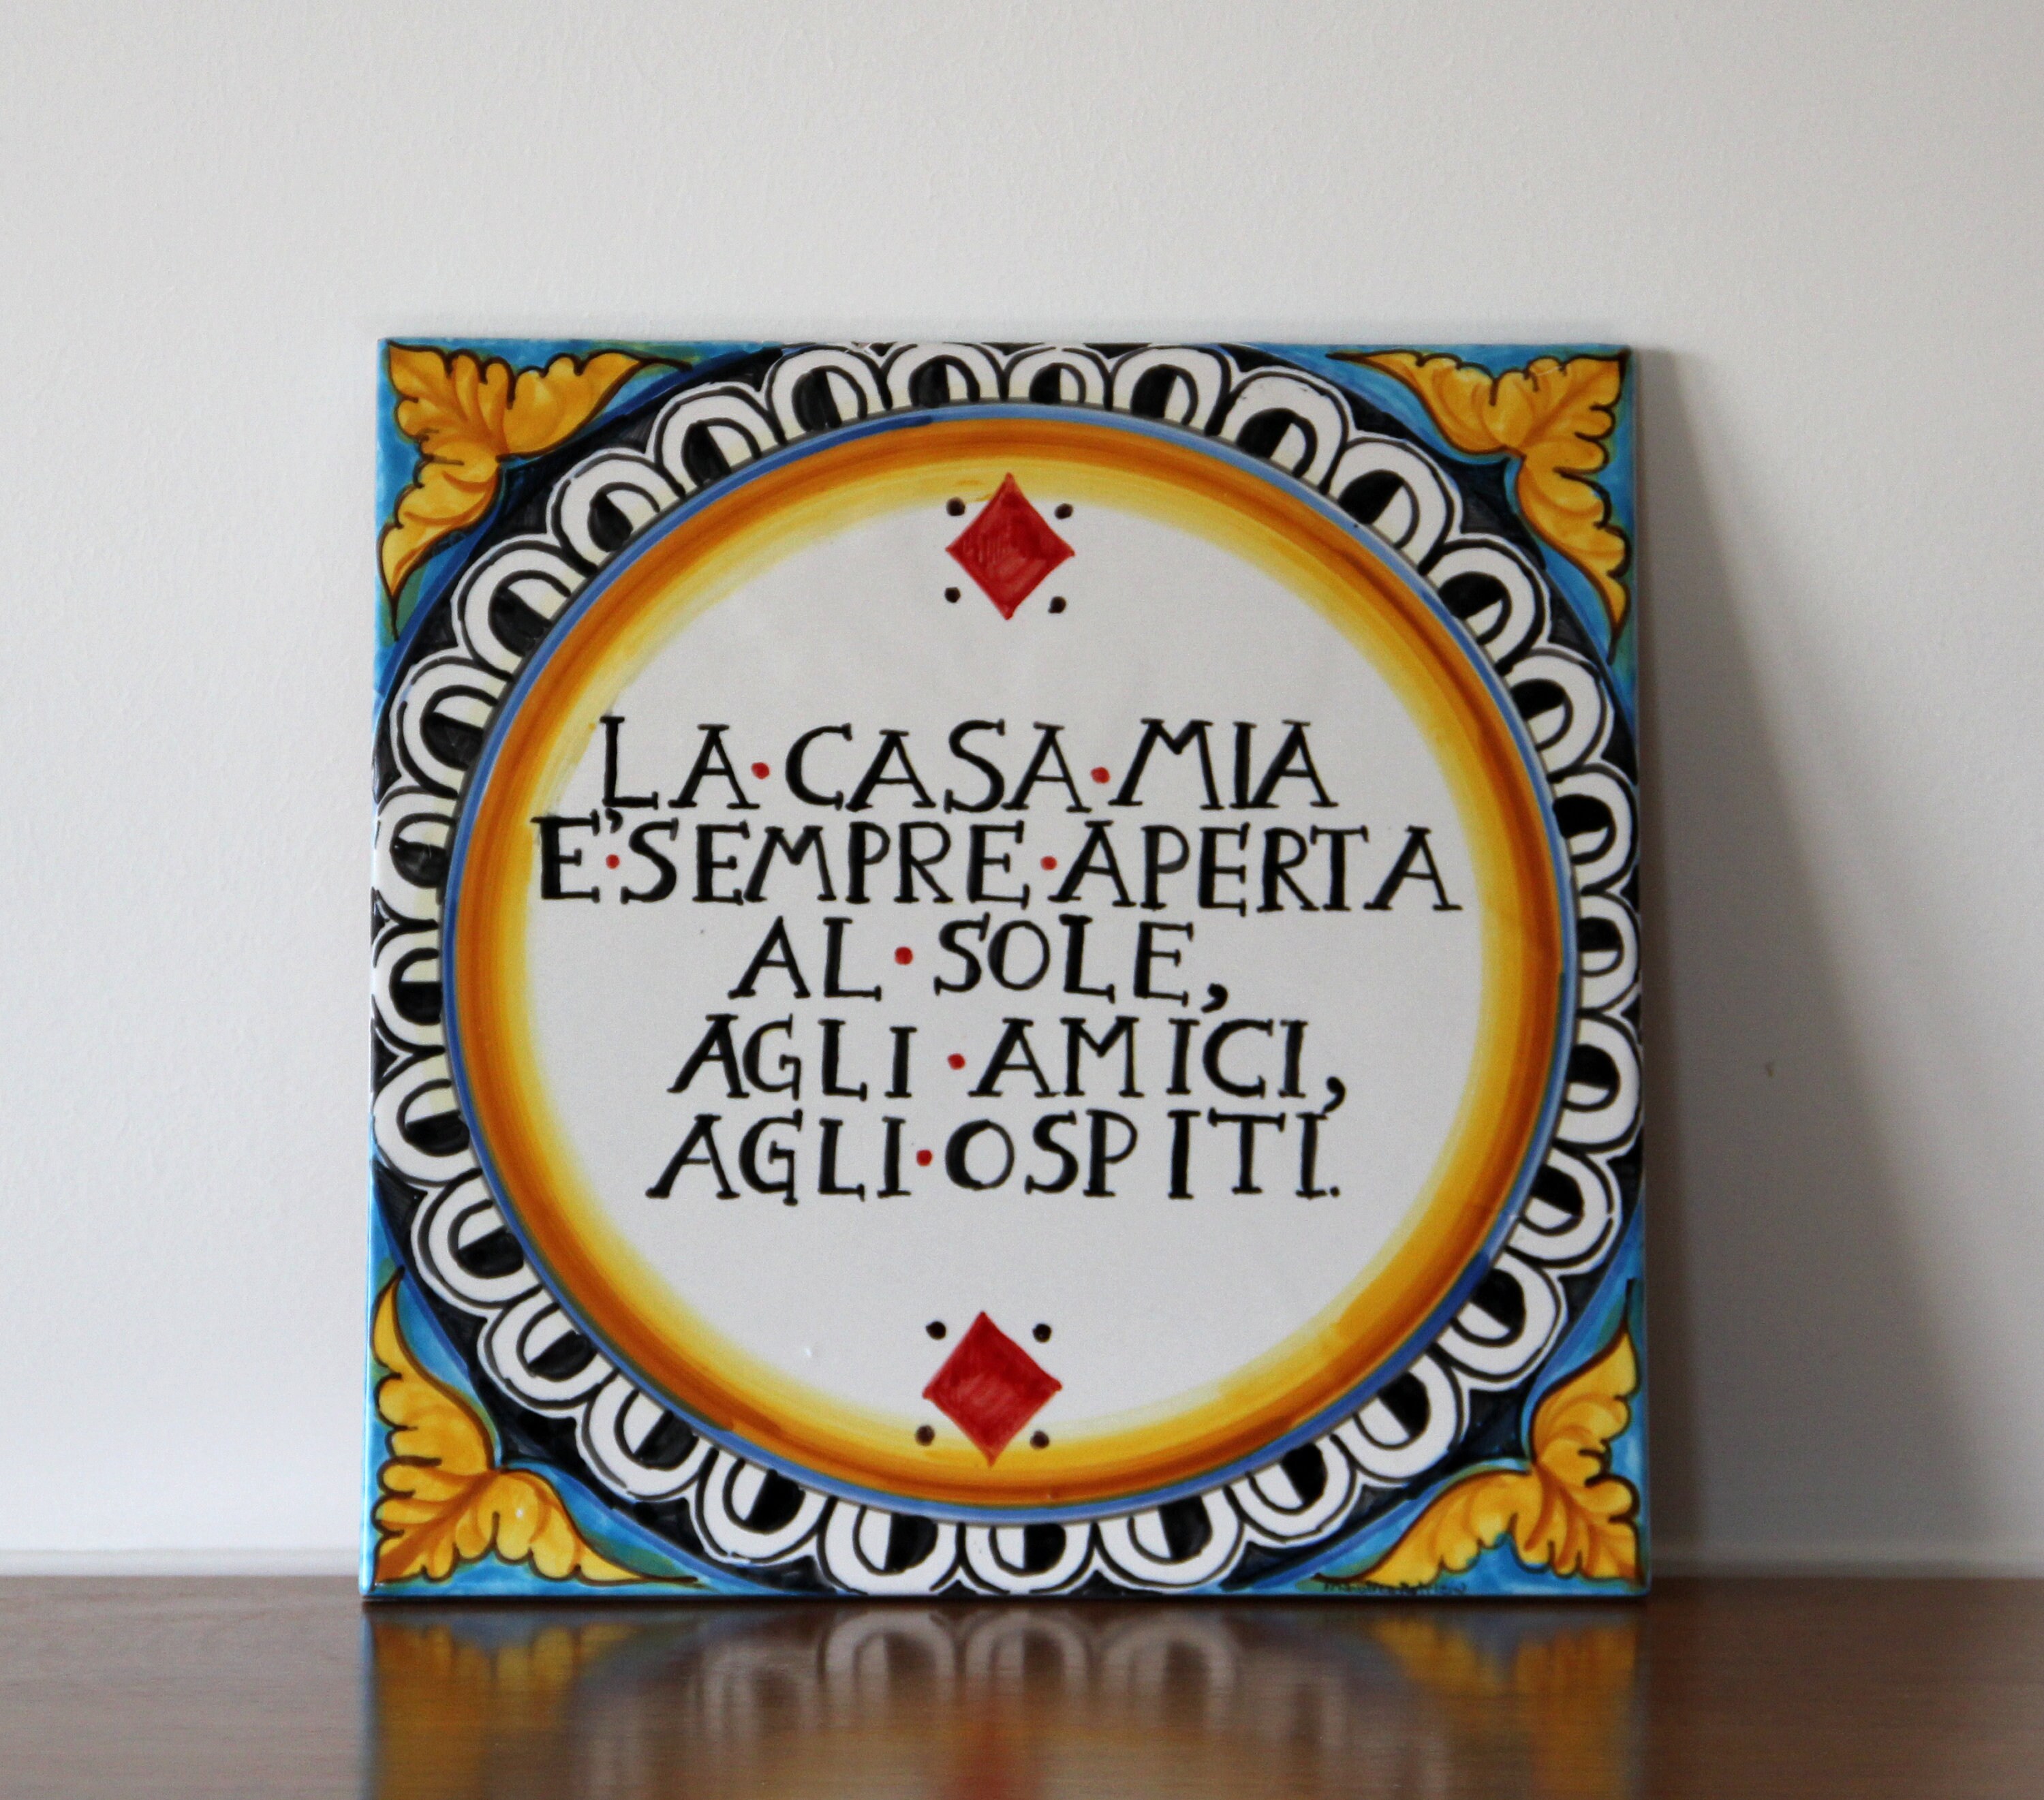 LA·CASA·MIA
E'·SEMPRE·APERTA
AL·SOLE,
AGLI·AMICI,
AGLI·OSPITI.